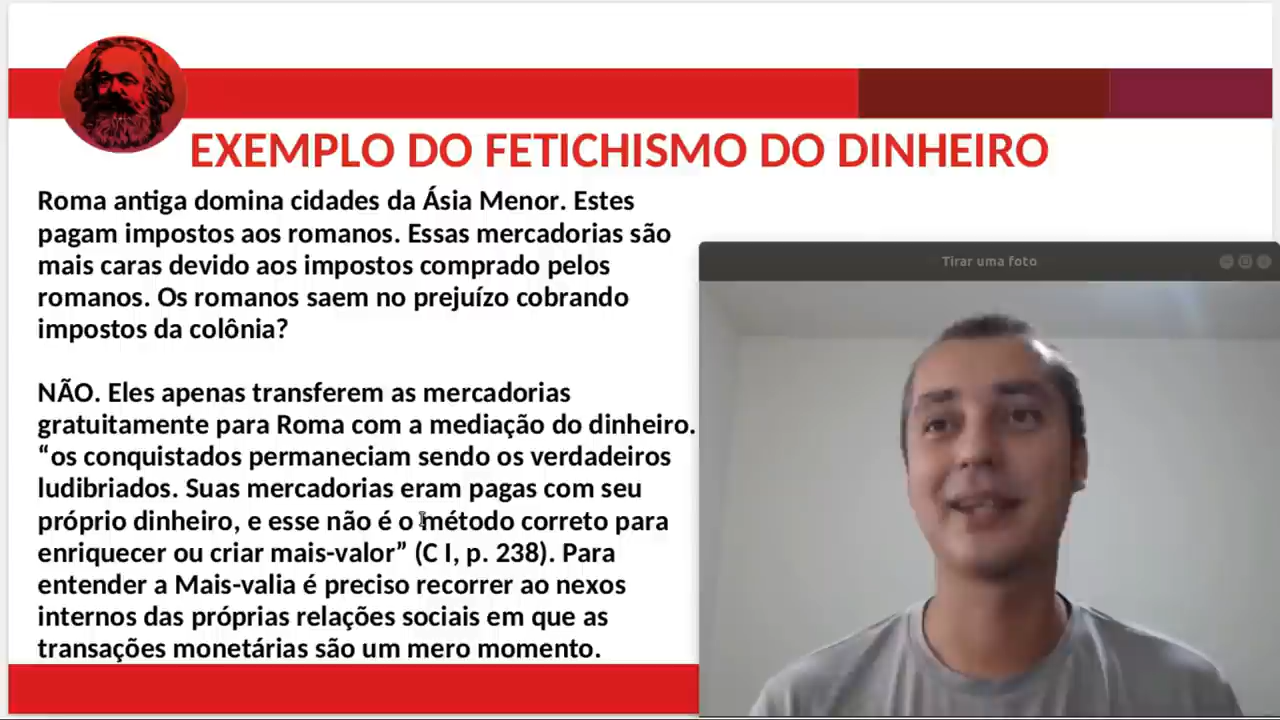 EXEMPLO DO FETICHISMO DO DINHEIRO
Roma antiga domina cidades da Ásia Menor. Estes
pagam impostos aos romanos. Essas mercadorias são
mais caras devido aos impostos comprado pelos
romanos. Os romanos saem no prejuízo cobrando
impostos da colônia?
NÃO. Eles apenas transferem as mercadorias
gratuitamente para Roma com a mediação do dinheiro.
“os conquistados permaneciam sendo os verdadeiros
ludibriados. Suas mercadorias eram pagas com seu
próprio dinheiro, e esse não é o método correto para
enriquecer ou criar mais-valor” (C I, p. 238). Para
entender a Mais-valia é preciso recorrer ao nexos
internos das próprias relações sociais em que as
transações monetárias são um mero momento.
Tirar uma foto